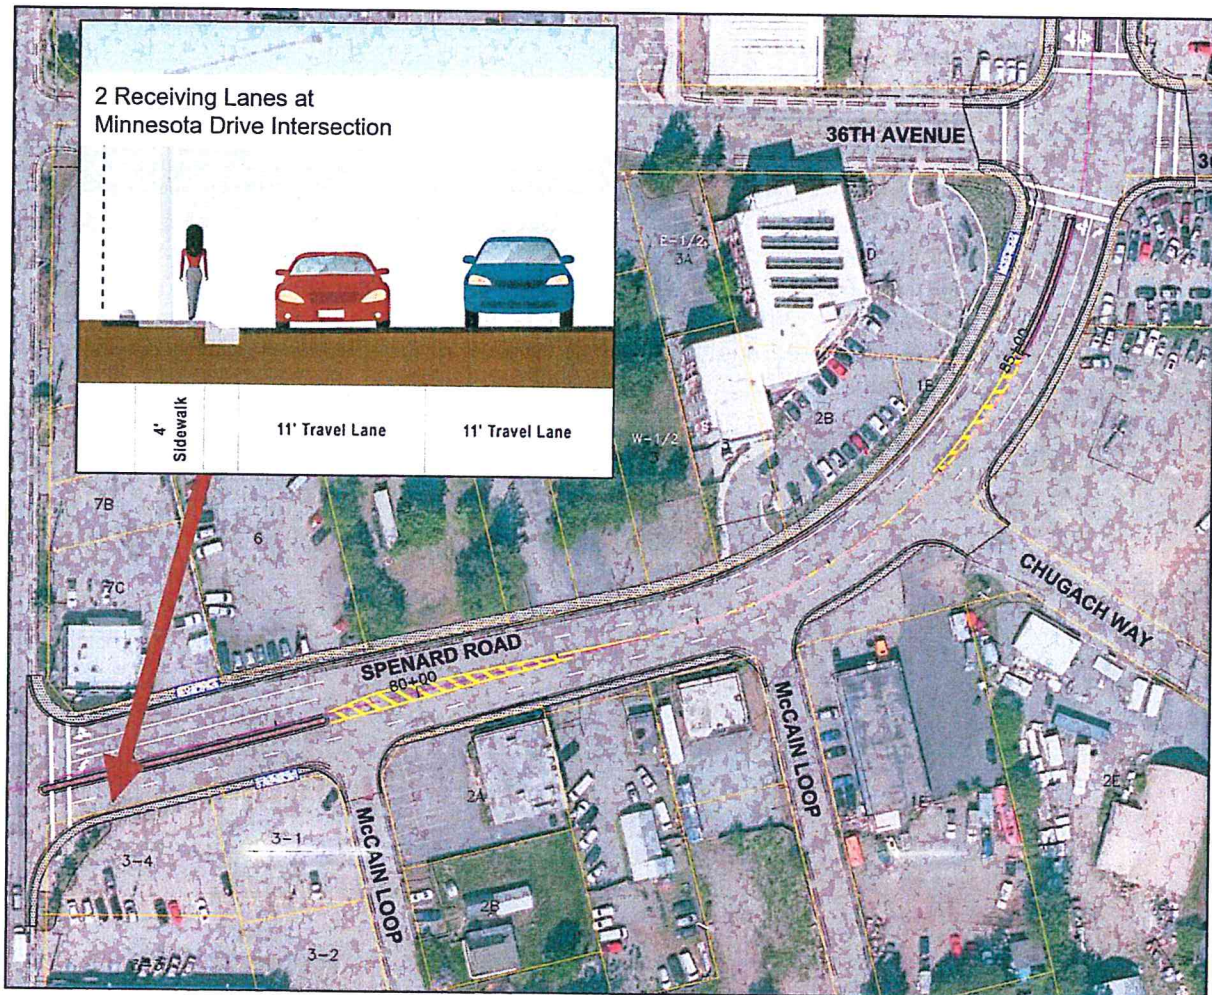 2 Receiving Lanes at
Minnesota Drive Intersection
4'
Sidewalk
11' Travel Lane
11' Travel Lane
36TH AVENUE
E-1/2
3A
D
85+00
1E
2B
W-1/2
3
7B
6
7C
SPENARD ROAD
80+00
CHUGACH WAY
McCAIN LOOP
2A
1E
2E
McCAIN LOOP
3-1
3-4
2B
3-2